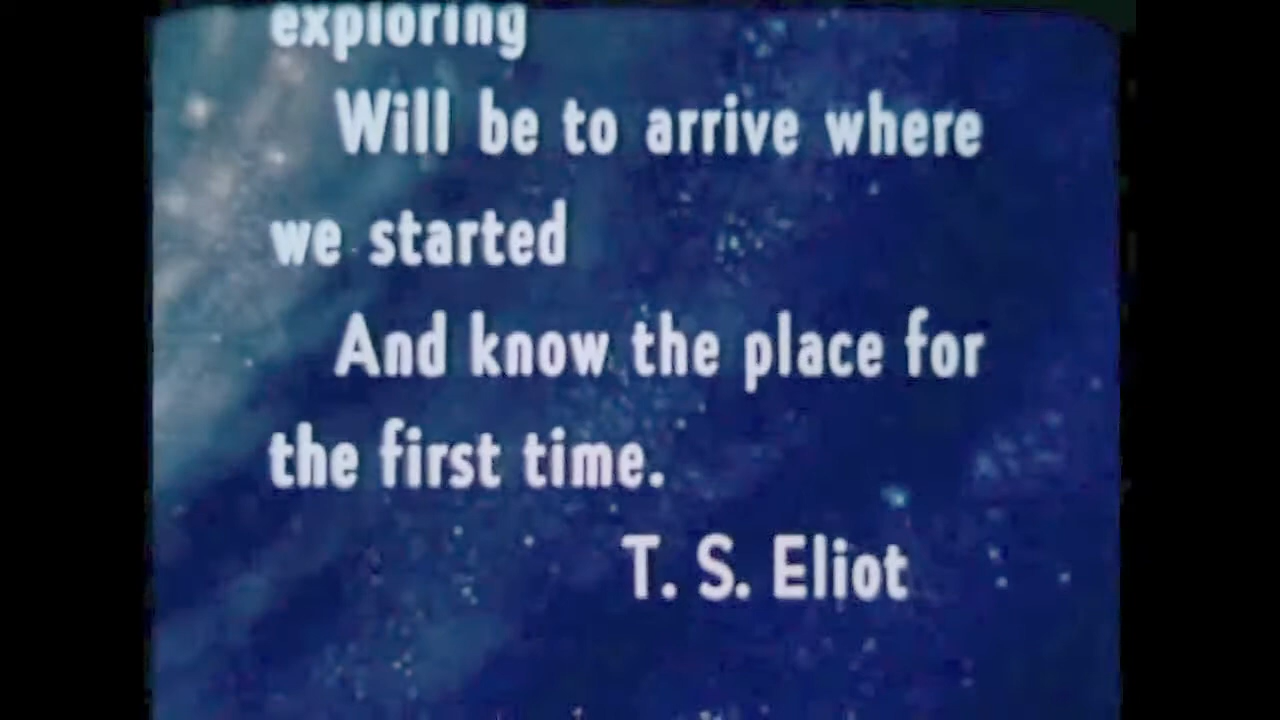 exploring
Will be to arrive where
we started
And know the place for
the first time.
T. S. Eliot